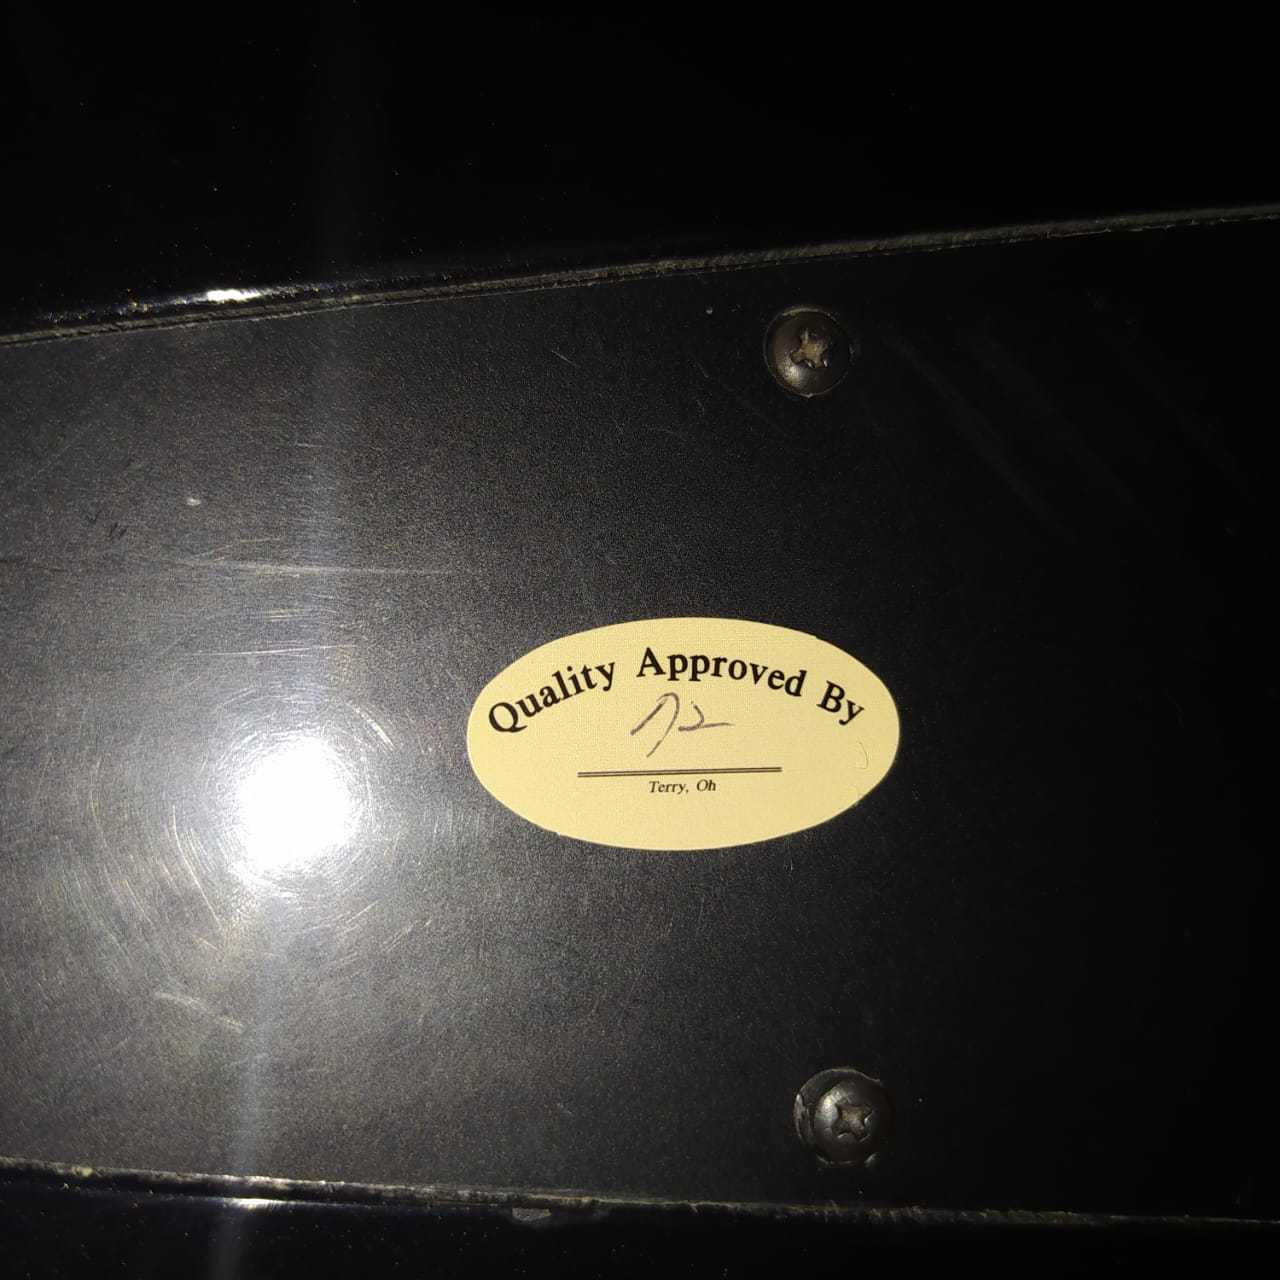 Quality Approved By
Terry, Oh